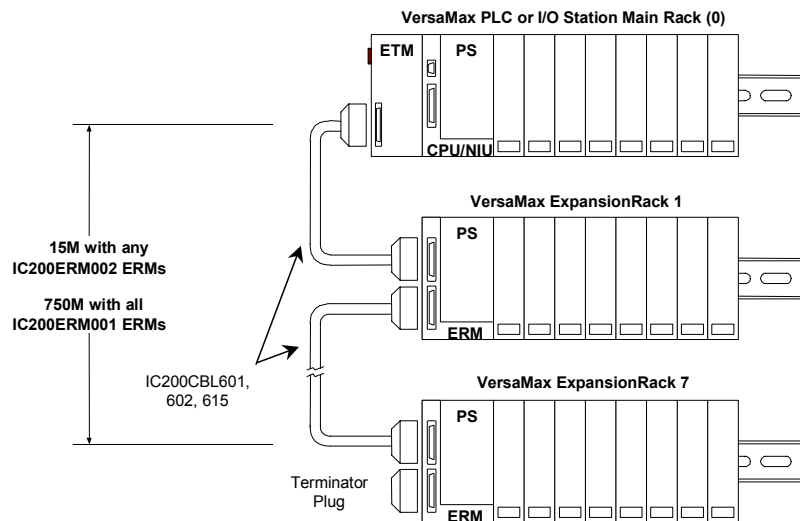 VersaMax PLC or I/O Station Main Rack (0)
ETM
PS
CPU/NIU
VersaMax ExpansionRack 1
PS
15M with any
IC200ERM002 ERMs
750M with all
IC200ERM001 ERMs
ERM
IC200CBL601,
602, 615
VersaMax ExpansionRack 7
PS
Terminator
Plug
ERM